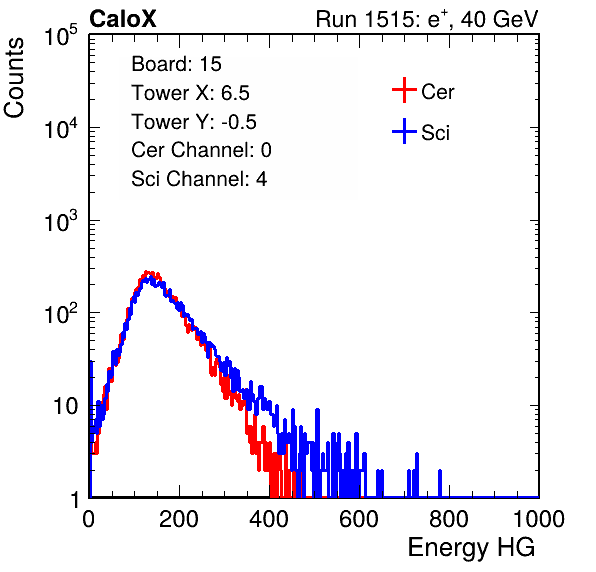 CaloX Run 1515: e⁺, 40 GeV
Counts
10⁵
10⁴
10³
10²
10
1
Board: 15
Tower X: 6.5
Tower Y: -0.5
Cer Channel: 0
Sci Channel: 4
Cer
Sci
0 200 400 600 800 1000
Energy HG